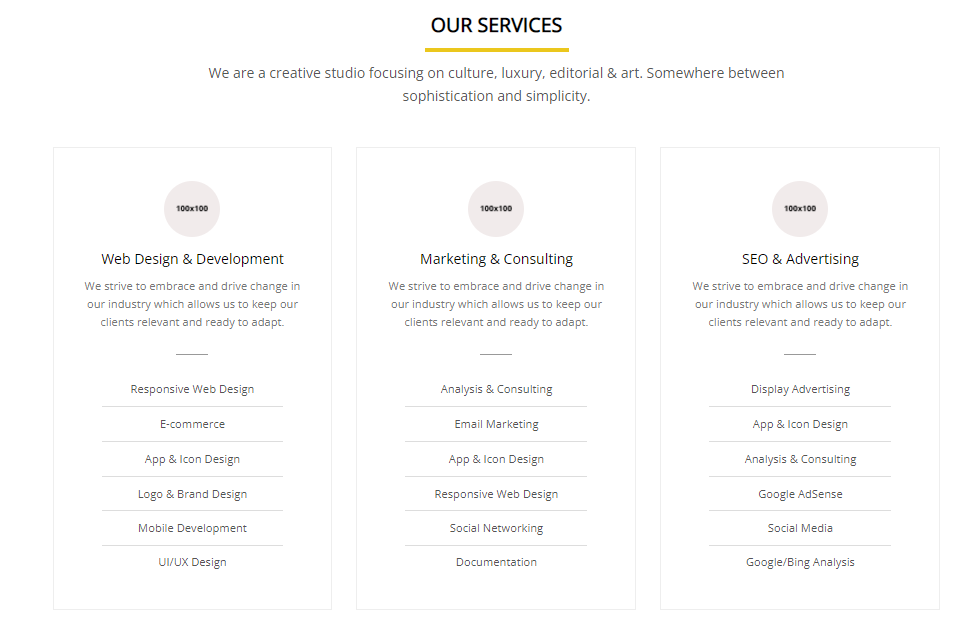 OUR SERVICES
We are a creative studio focusing on culture, luxury, editorial & art. Somewhere between
sophistication and simplicity.
100x100
Web Design & Development
We strive to embrace and drive change in
our industry which allows us to keep our
clients relevant and ready to adapt.
Responsive Web Design
E-commerce
App & Icon Design
Logo & Brand Design
Mobile Development
UI/UX Design
100x100
Marketing & Consulting
We strive to embrace and drive change in
our industry which allows us to keep our
clients relevant and ready to adapt.
Analysis & Consulting
Email Marketing
App & Icon Design
Responsive Web Design
Social Networking
Documentation
100x100
SEO & Advertising
We strive to embrace and drive change in
our industry which allows us to keep our
clients relevant and ready to adapt.
Display Advertising
App & Icon Design
Analysis & Consulting
Google AdSense
Social Media
Google/Bing Analysis